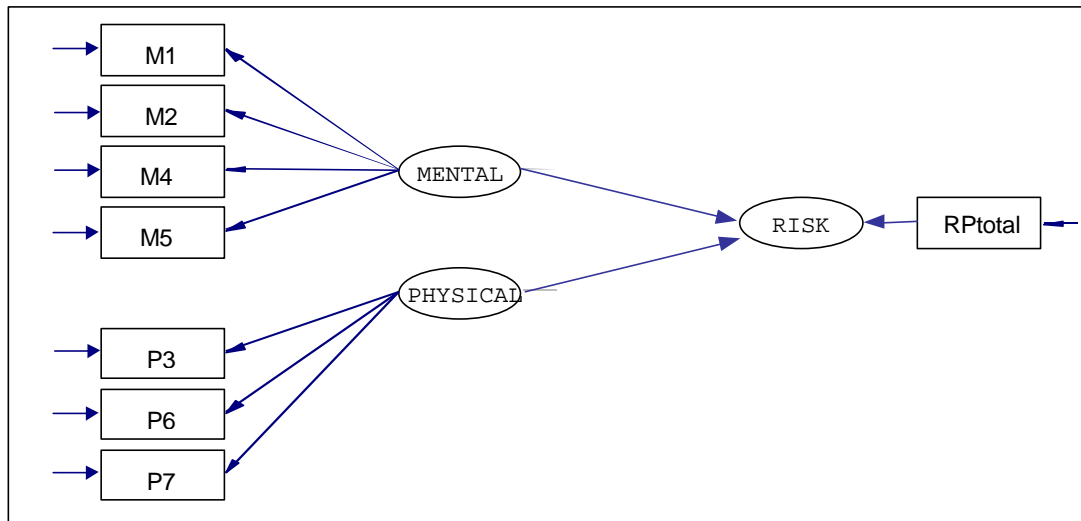 M1
M2
M4
M5
MENTAL
RISK
RPtotal
PHYSICAL
P3
P6
P7